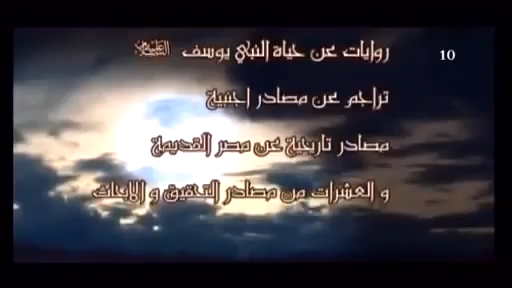 روايات عن حياة النبي يوسف
10
تراجم عن مصادر اجنبية
مصادر تاريخية عن مصر القديمة
و العشرات من مصادر التحقيق و الابحاث